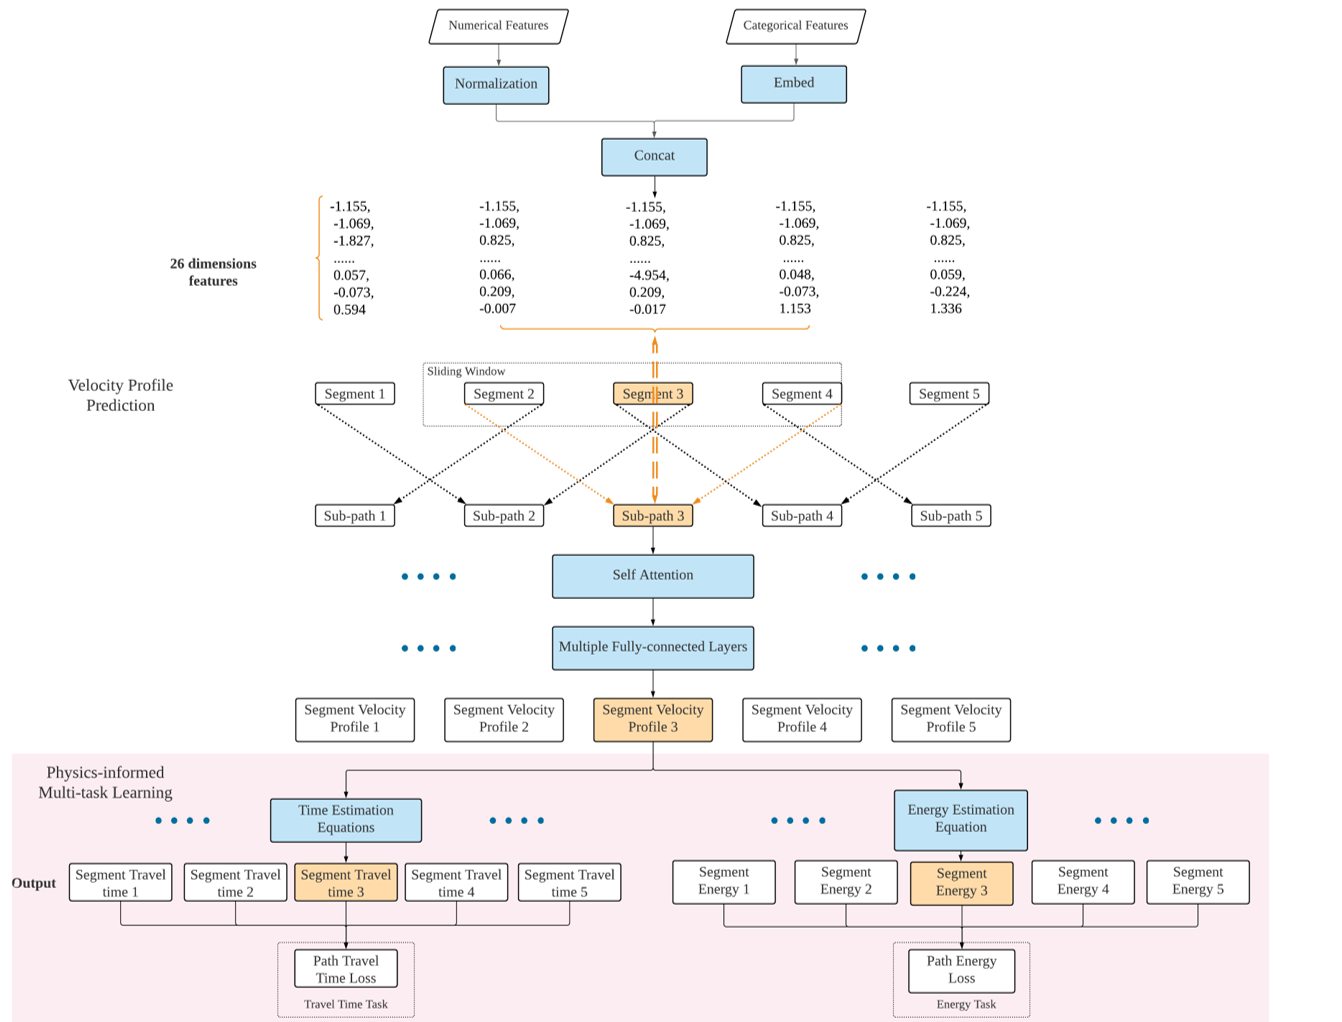 Numerical Features
Categorical Features
Normalization
Embed
Concat
26 dimensions
features
-1.155,
-1.069,
-1.827,
......
0.057,
-0.073,
0.594
-1.155,
-1.069,
0.825,
......
0.066,
0.209,
-0.007
-1.155,
-1.069,
0.825,
......
-4.954,
0.209,
-0.017
-1.155,
-1.069,
0.825,
......
0.048,
-0.073,
1.153
-1.155,
-1.069,
0.825,
......
0.059,
-0.224,
1.336
Velocity Profile
Prediction
Sliding Window
Segment 1
Segment 2
Segment 3
Segment 4
Segment 5
Sub-path 1
Sub-path 2
Sub-path 3
Sub-path 4
Sub-path 5
Self Attention
Multiple Fully-connected Layers
Segment Velocity
Profile 1
Segment Velocity
Profile 2
Segment Velocity
Profile 3
Segment Velocity
Profile 4
Segment Velocity
Profile 5
Physics-informed
Multi-task Learning
Time Estimation
Equations
Energy Estimation
Equation
Output
Segment Travel
time 1
Segment Travel
time 2
Segment Travel
time 3
Segment Travel
time 4
Segment Travel
time 5
Segment
Energy 1
Segment
Energy 2
Segment
Energy 3
Segment
Energy 4
Segment
Energy 5
Path Travel
Time Loss
Travel Time Task
Path Energy
Loss
Energy Task